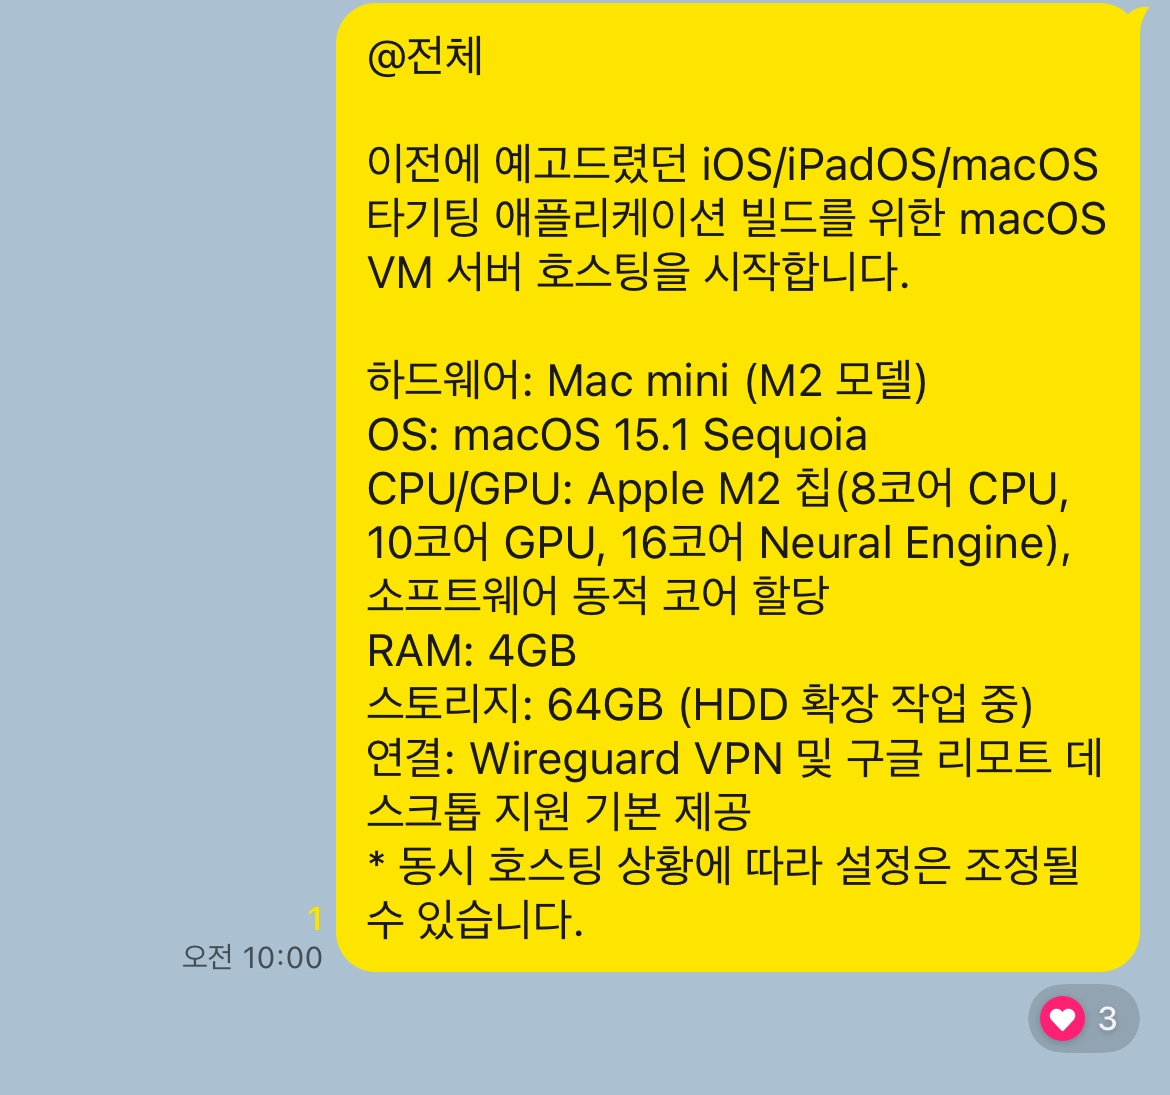 @전체
이전에 예고드렸던 iOS/iPadOS/macOS
타기팅 애플리케이션 빌드를 위한 macOS
VM 서버 호스팅을 시작합니다.
하드웨어: Mac mini (M2 모델)
OS: macOS 15.1 Sequoia
CPU/GPU: Apple M2 칩(8코어 CPU,
10코어 GPU, 16코어 Neural Engine),
소프트웨어 동적 코어 할당
RAM: 4GB
스토리지: 64GB (HDD 확장 작업 중)
연결: Wireguard VPN 및 구글 리모트 데
스크톱 지원 기본 제공
* 동시 호스팅 상황에 따라 설정은 조정될
수 있습니다.
1
오전 10:00
3